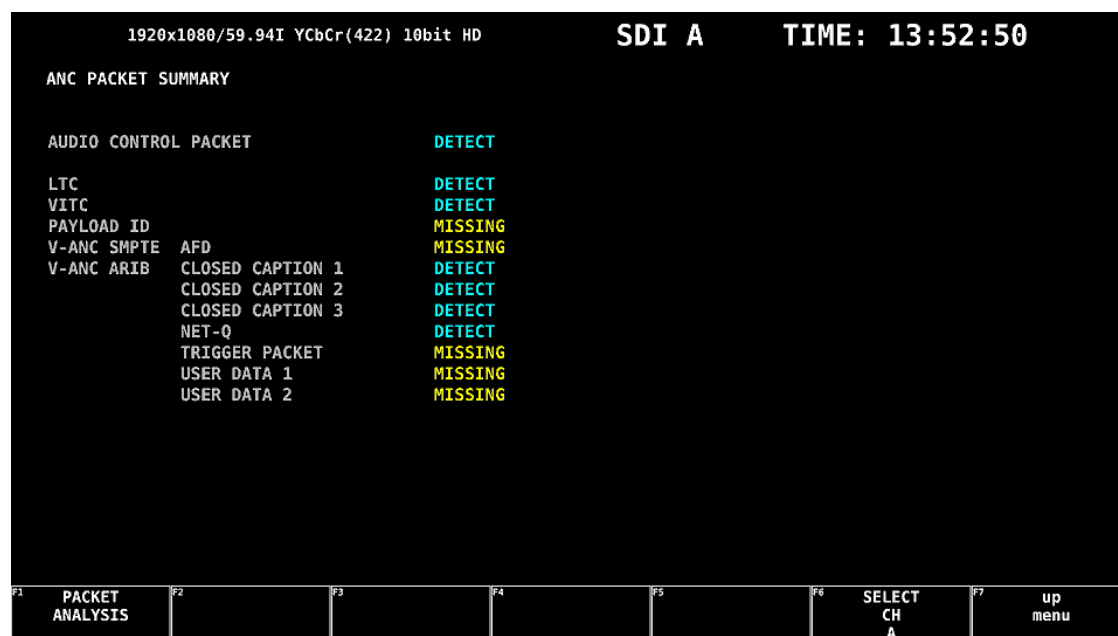 1920x1080/59.94I YCbCr(422) 10bit HD SDI A TIME: 13:52:50
ANC PACKET SUMMARY
AUDIO CONTROL PACKET DETECT
LTC DETECT
VITC DETECT
PAYLOAD ID MISSING
V-ANC SMPTE AFD MISSING
V-ANC ARIB CLOSED CAPTION 1 DETECT
CLOSED CAPTION 2 DETECT
CLOSED CAPTION 3 DETECT
NET-Q DETECT
TRIGGER PACKET MISSING
USER DATA 1 MISSING
USER DATA 2 MISSING
F1 PACKET ANALYSIS F2 F3 F4 F5 F6 SELECT CH A F7 up menu